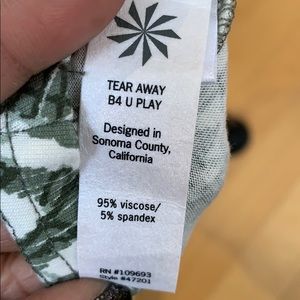 TEAR AWAY
B4 U PLAY
Designed in
Sonoma County,
California
95% viscose/
5% spandex
RN #109693
Style #47201